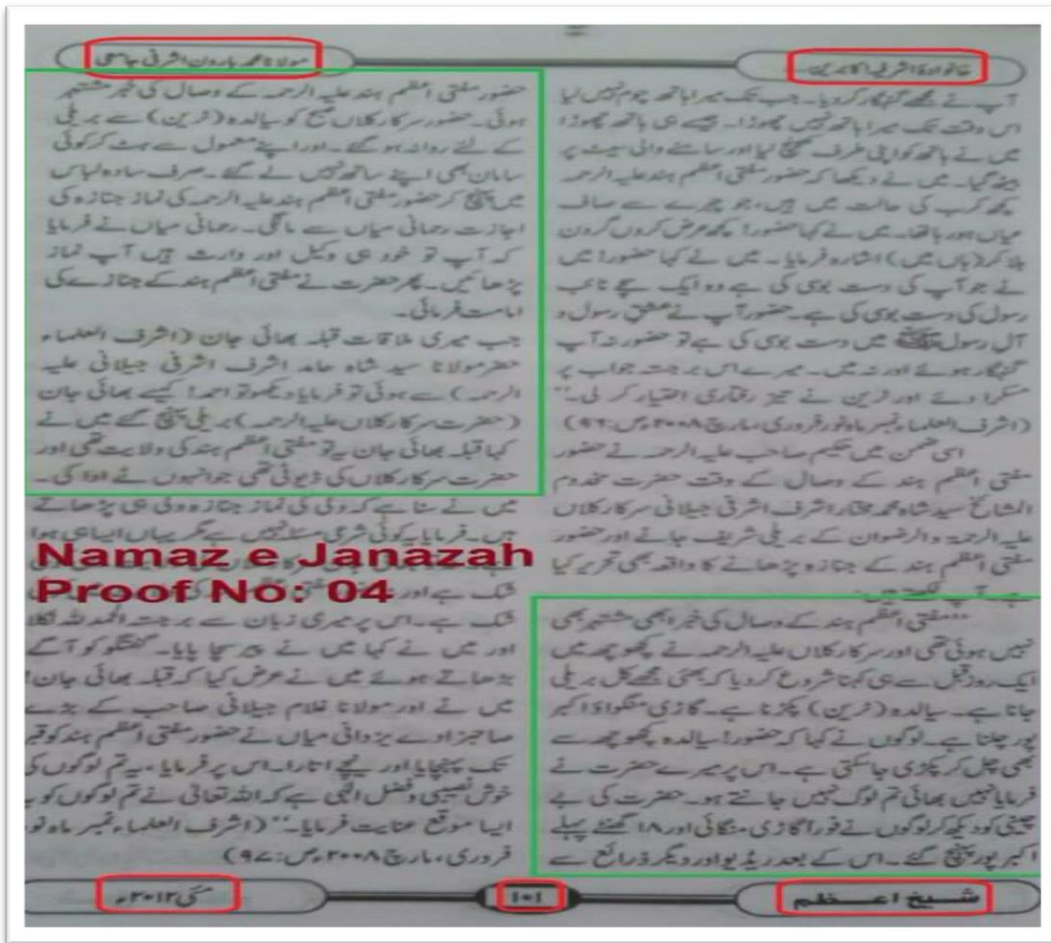 خانوادۂ اشرفیہ اکابرین
مولانا محمد ہارون اشرفی جامعی
آپ نے مجھے گنہگار کر دیا۔ جب تک میرا ہاتھ چوم نہیں لیا
اس وقت تک میرا ہاتھ نہیں چھوڑا۔ جیسے ہی ہاتھ چھوڑا
میں نے ہاتھ کو اپنی طرف کھینچ لیا اور سامنے والی سیٹ پر
بیٹھ گیا۔ میں نے دیکھا کہ حضور مفتی اعظم ہند علیہ الرحمہ
کچھ کرب کی حالت میں ہیں، جو چہرے سے صاف
عیاں ہو رہا تھا۔ میں نے کہا حضور! کچھ عرض کروں گردن
ہلا کر (ہاں میں) اشارہ فرمایا۔ میں نے کہا حضور! میں
نے جو آپ کی دست بوسی کی ہے وہ ایک سچے نائب
رسول کی دست بوسی کی ہے۔ حضور آپ نے عشق رسول و
آل رسول ﷺ میں دست بوسی کی ہے تو حضور نہ آپ
گنہگار ہوئے اور نہ میں۔ میرے اس برجستہ جواب پر
مسکرا دئے اور ٹرین نے تیز رفتاری اختیار کر لی۔‘‘
(اشرف العلماء نمبر ماہ نور فروری، مارچ ۲۰۰۸ء ص:۹۶)
اسی ضمن میں حکیم صاحب علیہ الرحمہ نے حضور
مفتی اعظم ہند کے وصال کے وقت حضرت مخدوم
المشائخ سید شاہ محمد مختار اشرف اشرفی جیلانی سرکار کلاں
علیہ الرحمۃ والرضوان کے بریلی شریف جانے اور حضور
مفتی اعظم ہند کے جنازہ پڑھانے کا واقعہ بھی تحریر کیا
ہے۔ آپ لکھتے ہیں:
’’مفتی اعظم ہند کے وصال کی خبر ابھی مشتہر بھی
نہیں ہوئی تھی اور سرکار کلاں علیہ الرحمہ نے کچھوچھہ میں
ایک روز قبل سے ہی کہنا شروع کر دیا کہ بھئی مجھے کل بریلی
جانا ہے۔ سیالدہ (ٹرین) پکڑنا ہے۔ گاڑی منگواؤ اکبر
پور چلنا ہے۔ لوگوں نے کہا کہ حضور! سیالدہ کچھوچھہ سے
بھی چل کر پکڑی جا سکتی ہے۔ اس پر میرے حضرت نے
فرمایا نہیں بھائی تم لوگ نہیں جانتے ہو۔ حضرت کی بے
چینی کو دیکھ کر لوگوں نے فوراً گاڑی منگائی اور ۱۸ گھنٹے پہلے
اکبر پور پہنچ گئے۔ اس کے بعد ریڈیو اور دیگر ذرائع سے
حضور مفتی اعظم ہند علیہ الرحمہ کے وصال کی خبر مشتہر
ہوئی۔ حضور سرکار کلاں صبح کو سیالدہ (ٹرین) سے بریلی
کے لئے روانہ ہو گئے۔ اور اپنے معمول سے ہٹ کر کوئی
سامان بھی اپنے ساتھ نہیں لے گئے۔ صرف سادہ لباس
میں پہنچ کر حضور مفتی اعظم ہند علیہ الرحمہ کی نماز جنازہ کی
اجازت رحمانی میاں سے مانگی۔ رحمانی میاں نے فرمایا
کہ آپ تو خود ہی وکیل اور وارث ہیں آپ نماز
پڑھائیں۔ پھر حضرت نے مفتی اعظم ہند کے جنازے کی
امامت فرمائی۔
جب میری ملاقات قبلہ بھائی جان (اشرف العلماء
حضرمولانا سید شاہ حامد اشرف اشرفی جیلانی علیہ
الرحمہ) سے ہوئی تو فرمایا دیکھو تو احمد! کیسے بھائی جان
(حضرت سرکار کلاں علیہ الرحمہ) بریلی پہنچ گئے میں نے
کہا قبلہ بھائی جان یہ تو مفتی اعظم ہند کی ولایت تھی اور
حضرت سرکار کلاں کی ڈیوٹی تھی جو انہوں نے ادا کی۔
میں نے سنا ہے کہ ولی کی نماز جنازہ ولی ہی پڑھاتے
ہیں۔ فرمایا یہ کوئی شرعی مسئلہ نہیں ہے مگر یہاں ایسا ہی ہوا
Namaz e Janazah
Proof No: 04
شک ہے اور
شک ہے۔ اس پر میری زبان سے برجستہ الحمد للہ نکلا
اور میں نے کہا میں نے پیر سچا پایا۔ گفتگو کو آگے
بڑھاتے ہوئے میں نے عرض کیا کہ قبلہ بھائی جان!
میں نے اور مولانا غلام جیلانی صاحب کے بڑے
صاحبزادے یزدانی میاں نے حضور مفتی اعظم ہند کو قبر
تک پہنچایا اور نیچے اتارا۔ اس پر فرمایا، یہ تم لوگوں کی
خوش نصیبی و فضل الٰہی ہے کہ اللہ تعالیٰ نے تم لوگوں کو یہ
ایسا موقع عنایت فرمایا۔‘‘ (اشرف العلماء نمبر ماہ نور
فروری، مارچ ۲۰۰۸ء ص:۹۷)
شیخ اعظم
۱۰۱
مئی ۲۰۱۲ء